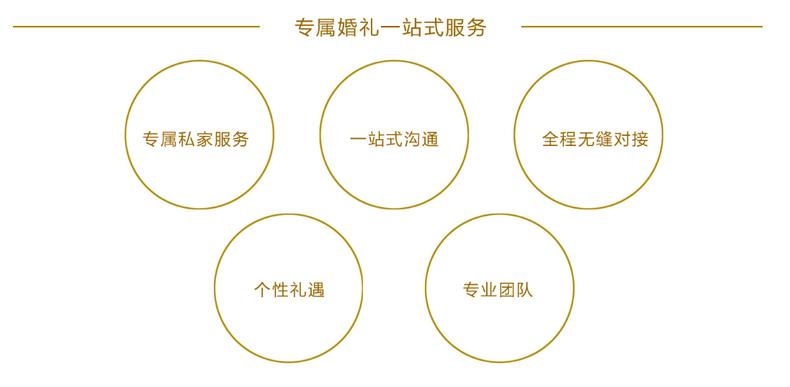 专属婚礼一站式服务
专属私家服务
一站式沟通
全程无缝对接
个性礼遇
专业团队